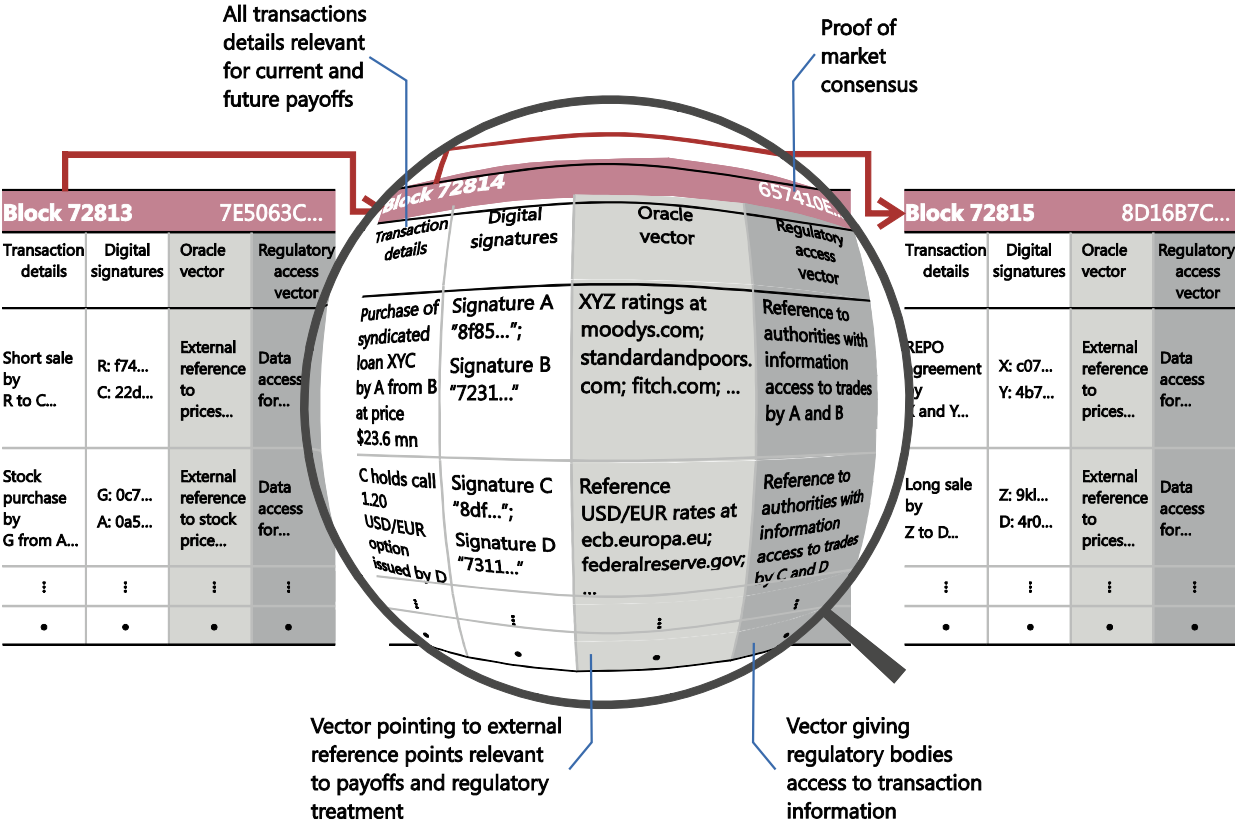 All transactions
details relevant
for current and
future payoffs
Proof of
market
consensus
Block 72813 7E5063C...
Transaction
details
Digital
signatures
Oracle
vector
Regulatory
access
vector
Short sale
by
R to C...
R: f74...
C: 22d...
External
reference
to
prices...
Data
access
for...
Stock
purchase
by
G from A...
G: 0c7...
A: 0a5...
External
reference
to stock
price...
Data
access
for...
Block 72814 657410E...
Transaction
details
Digital
signatures
Oracle
vector
Regulatory
access
vector
Purchase of
syndicated
loan XYC
by A from B
at price
$23.6 mn
Signature A
"8f85...";
Signature B
"7231..."
XYZ ratings at
moodys.com;
standardandpoors.
com; fitch.com; ...
Reference to
authorities with
information
access to trades
by A and B
C holds call
1.20
USD/EUR
option
issued by D
Signature C
"8df...";
Signature D
"7311..."
Reference
USD/EUR rates at
ecb.europa.eu;
federalreserve.gov;
...
Reference to
authorities with
information
access to trades
by C and D
Block 72815 8D16B7C...
Transaction
details
Digital
signatures
Oracle
vector
Regulatory
access
vector
REPO
agreement
by
X and Y...
X: c07...
Y: 4b7...
External
reference
to
prices...
Data
access
for...
Long sale
by
Z to D...
Z: 9kl...
D: 4r0...
External
reference
to
prices...
Data
access
for...
Vector pointing to external
reference points relevant
to payoffs and regulatory
treatment
Vector giving
regulatory bodies
access to transaction
information